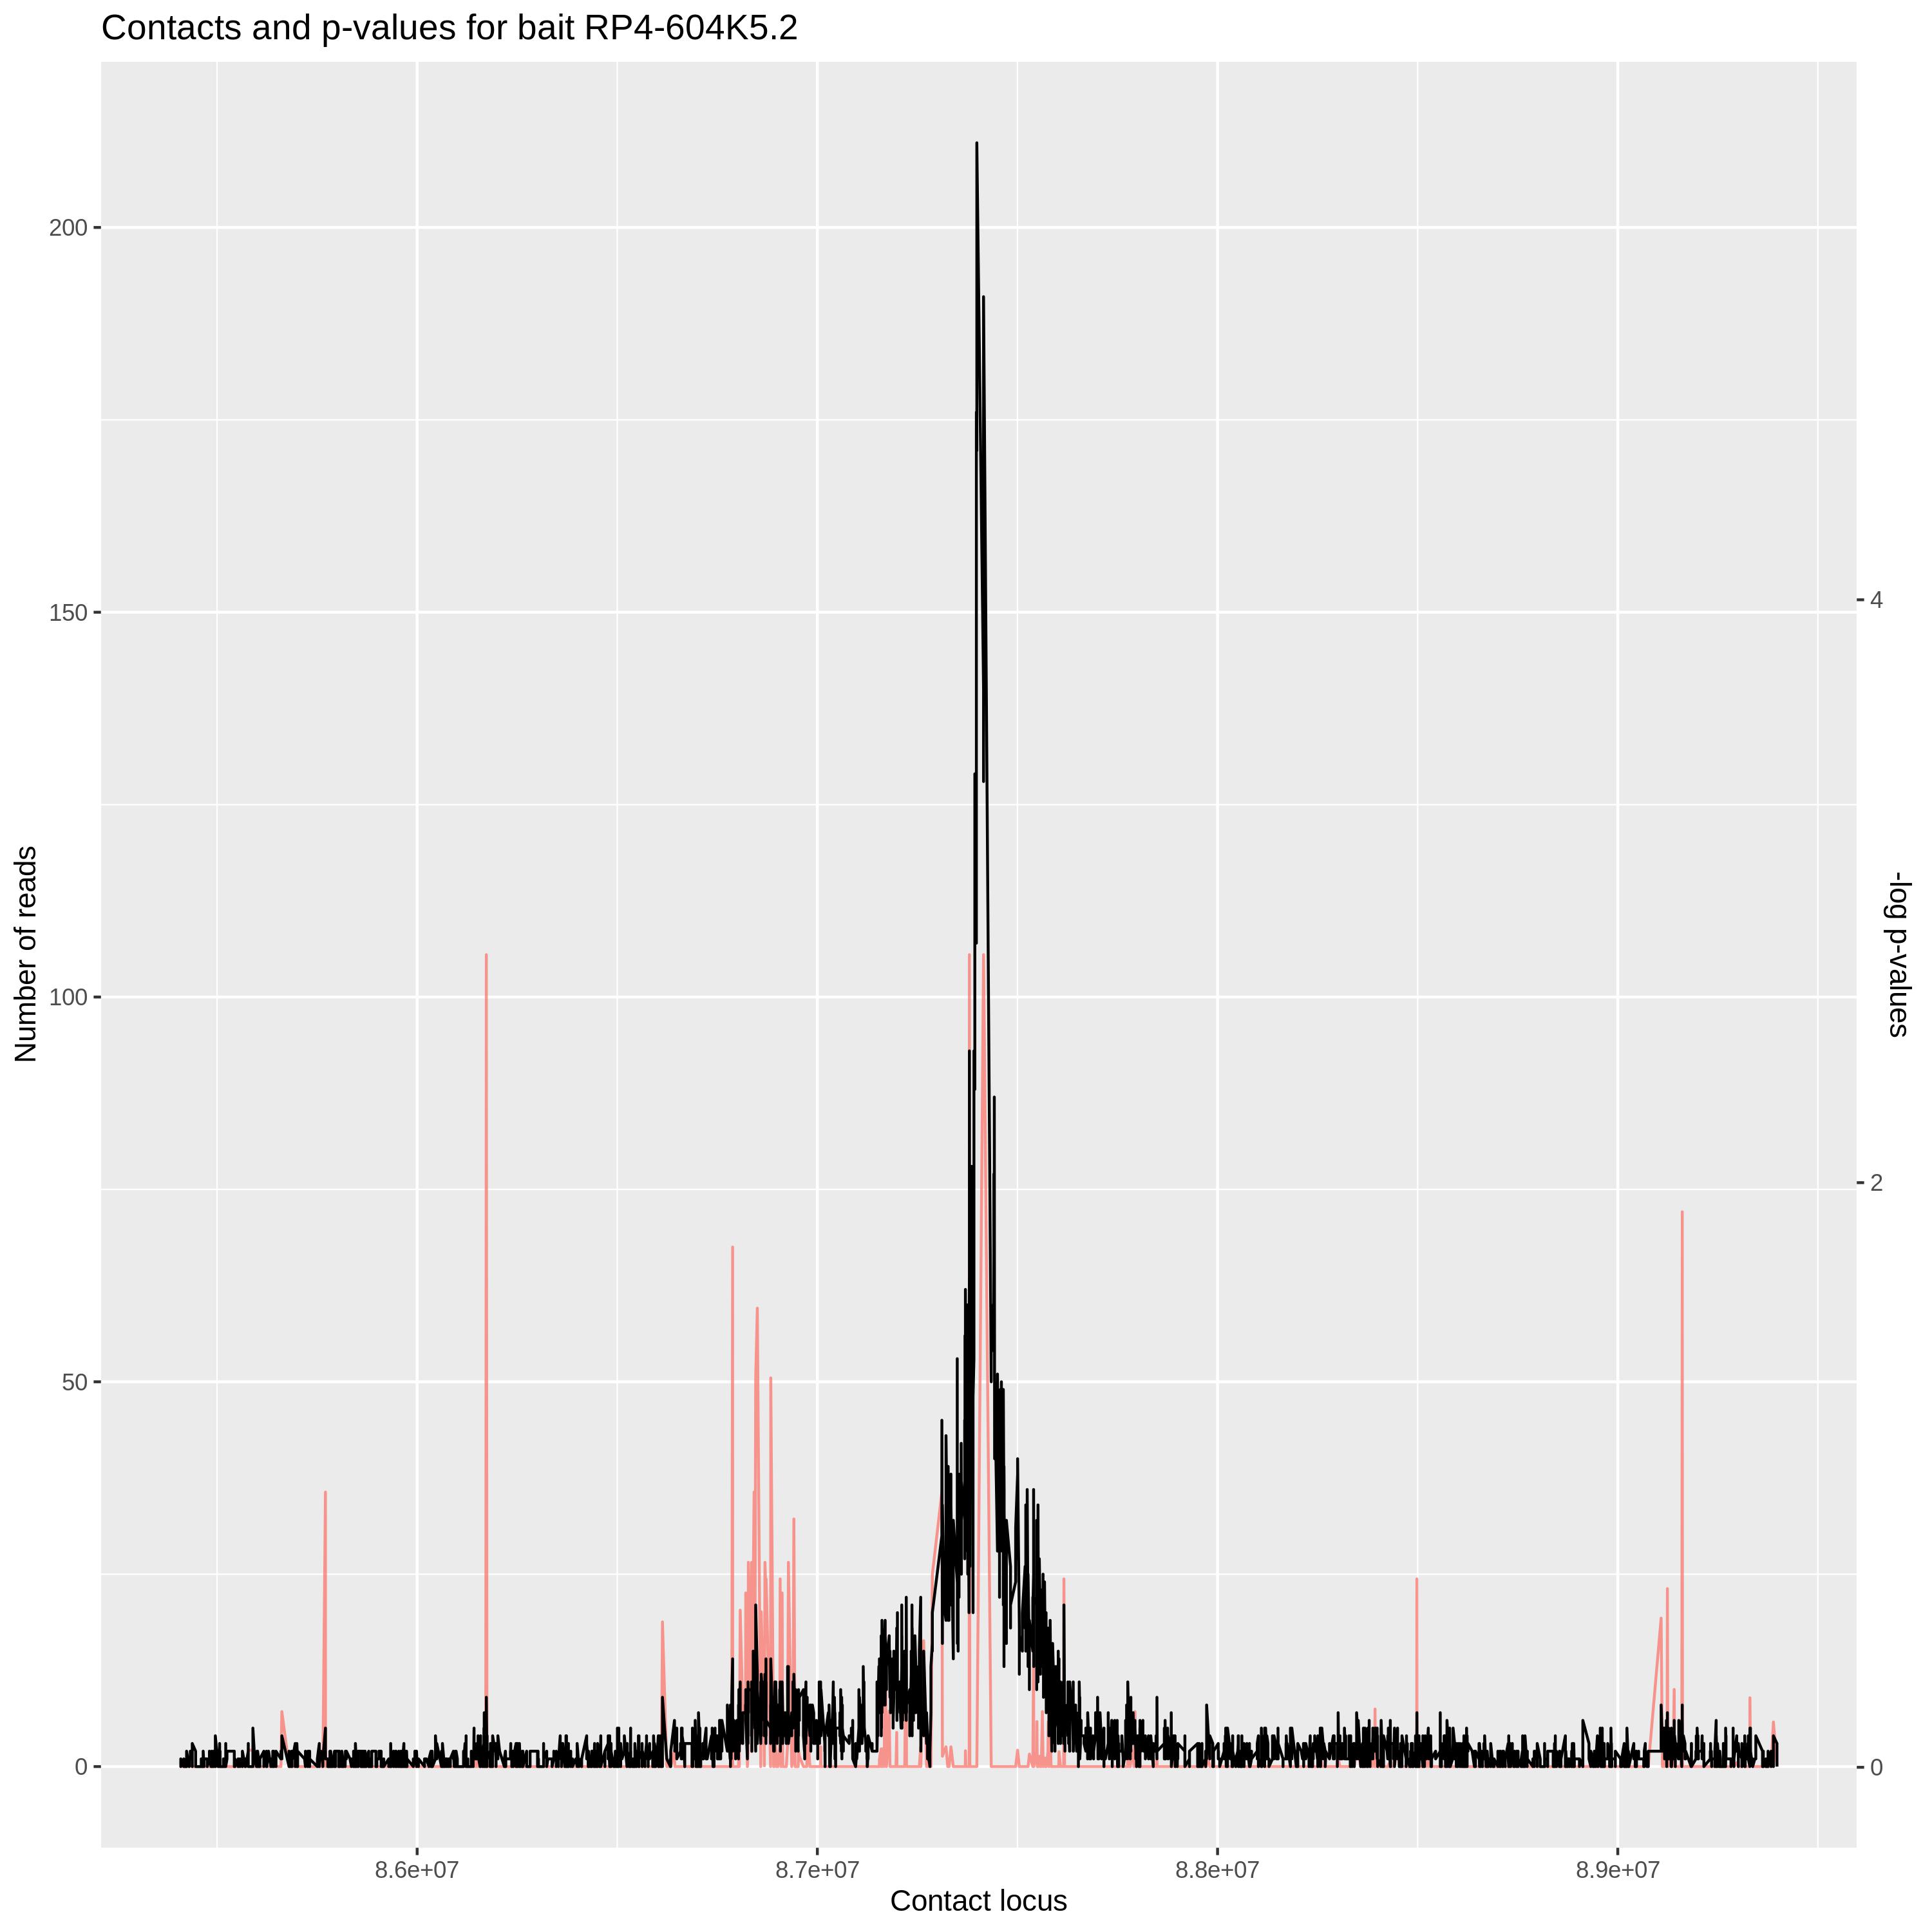 Contacts and p-values for bait RP4-604K5.2
200
150
100
50
0
4
2
0
Number of reads
-log p-values
8.6e+07 8.7e+07 8.8e+07 8.9e+07
Contact locus